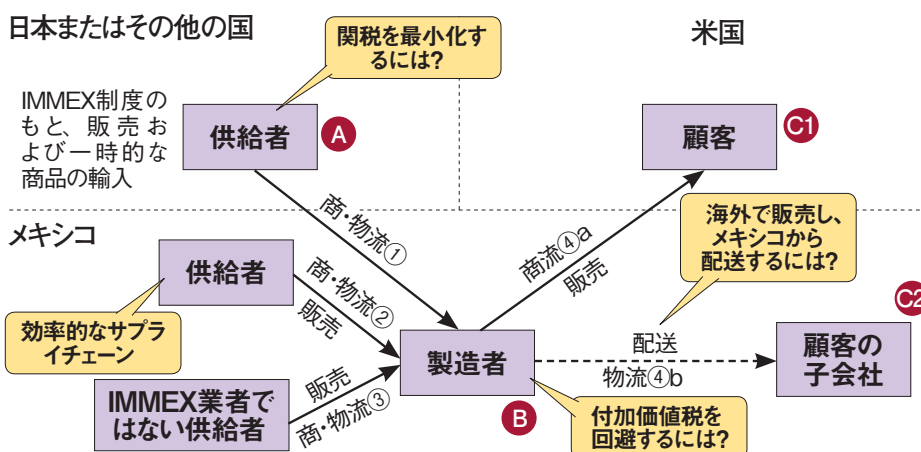 日本またはその他の国
関税を最小化す
るには?
米国
IMMEX制度の
もと、販売お
よび一時的な
商品の輸入
供給者
A
顧客
C1
商・物流①
メキシコ
海外で販売し、
メキシコから
配送するには?
商流④a
販売
供給者
商・物流②
販売
C2
効率的なサプラ
イチェーン
製造者
配送
物流④b
顧客の
子会社
販売
商・物流③
IMMEX業者で
はない供給者
B
付加価値税を
回避するには?